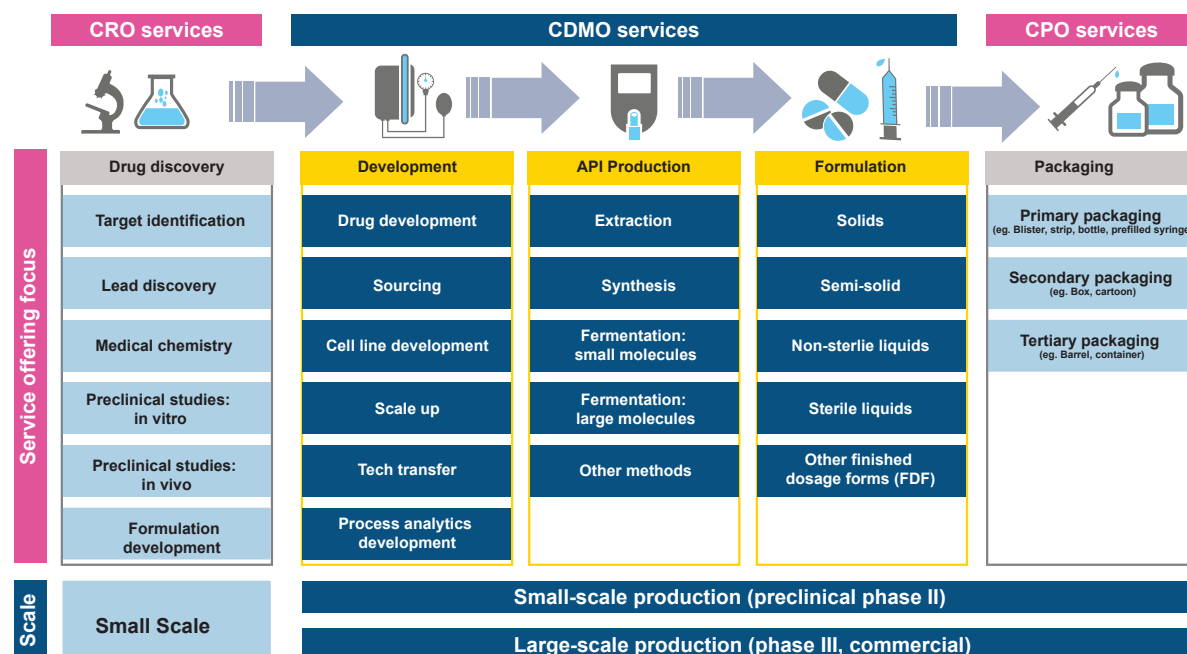 CRO services
CDMO services
CPO services
Service offering focus
Drug discovery
Target identification
Lead discovery
Medical chemistry
Preclinical studies:
in vitro
Preclinical studies:
in vivo
Formulation
development
Development
Drug development
Sourcing
Cell line development
Scale up
Tech transfer
Process analytics
development
API Production
Extraction
Synthesis
Fermentation:
small molecules
Fermentation:
large molecules
Other methods
Formulation
Solids
Semi-solid
Non-sterlie liquids
Sterile liquids
Other finished
dosage forms (FDF)
Packaging
Primary packaging
(eg. Blister, strip, bottle, prefilled syringe
Secondary packaging
(eg. Box, cartoon)
Tertiary packaging
(eg. Barrel, container)
Scale
Small Scale
Small-scale production (preclinical phase II)
Large-scale production (phase III, commercial)